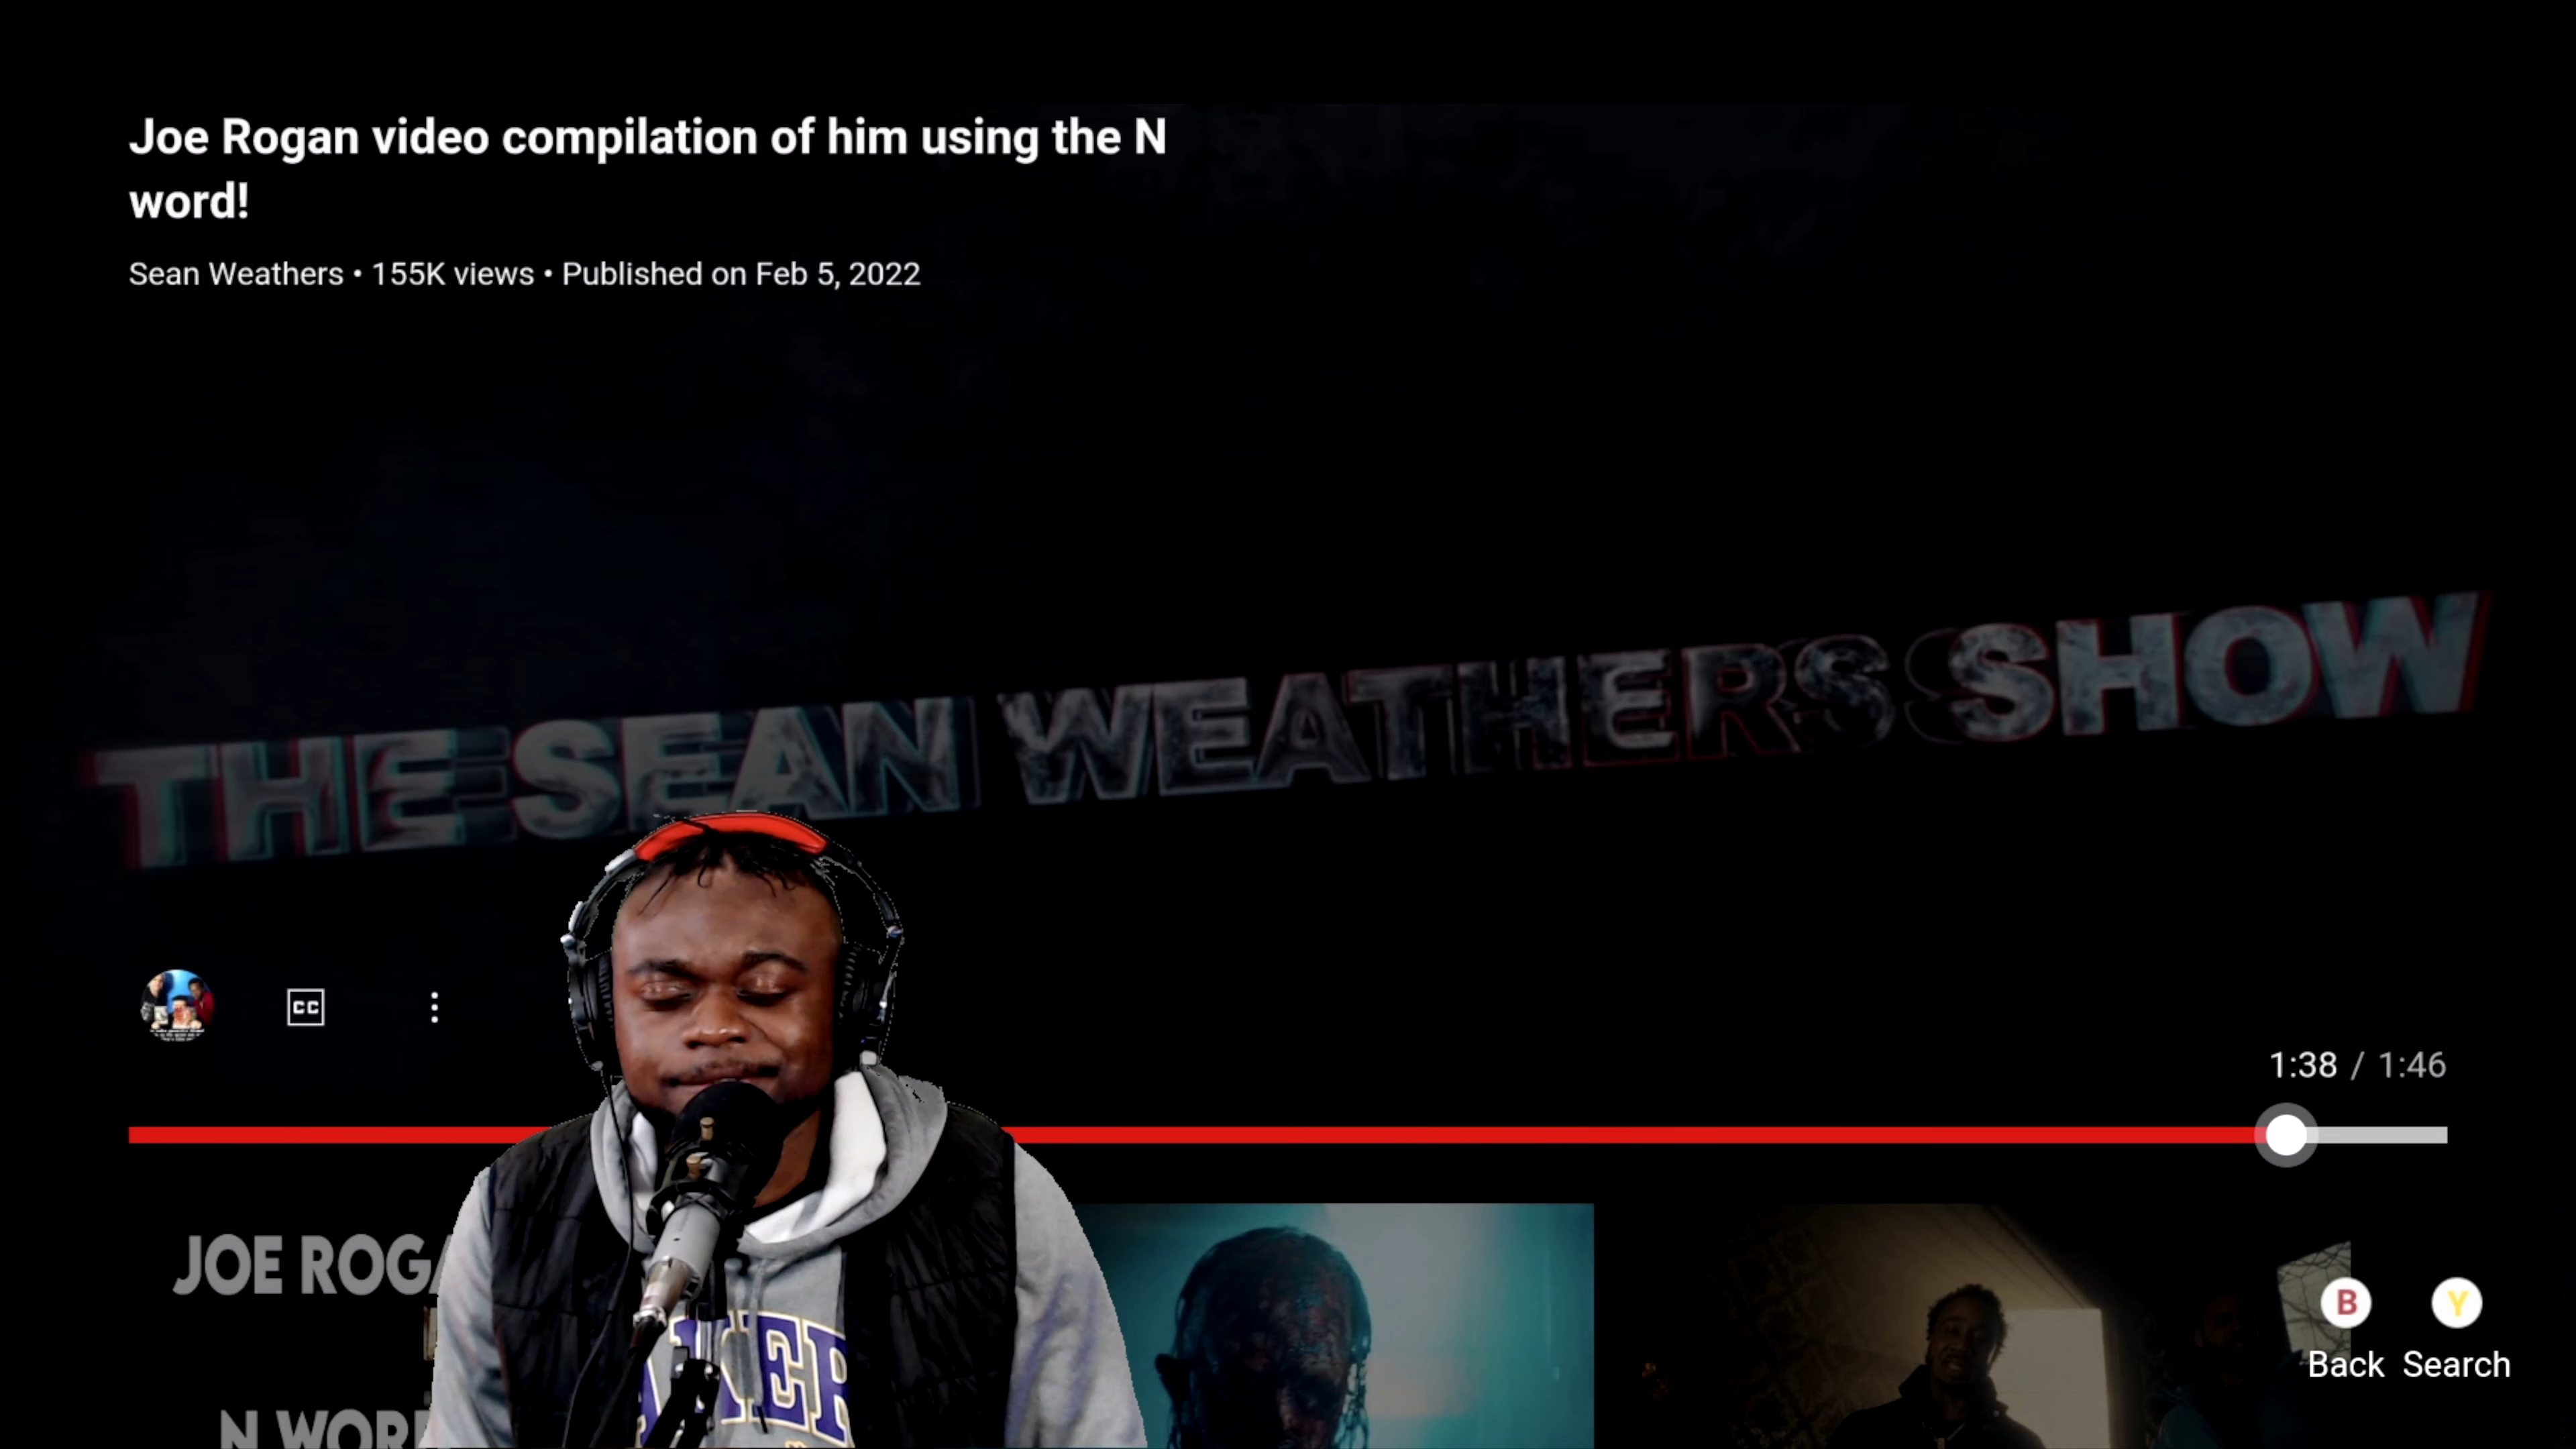 Joe Rogan video compilation of him using the N
word!
Sean Weathers • 155K views • Published on Feb 5, 2022
THE SEAN WEATHERS SHOW
CC
1:38 / 1:46
JOE ROGA
B Y
Back Search
N WORD